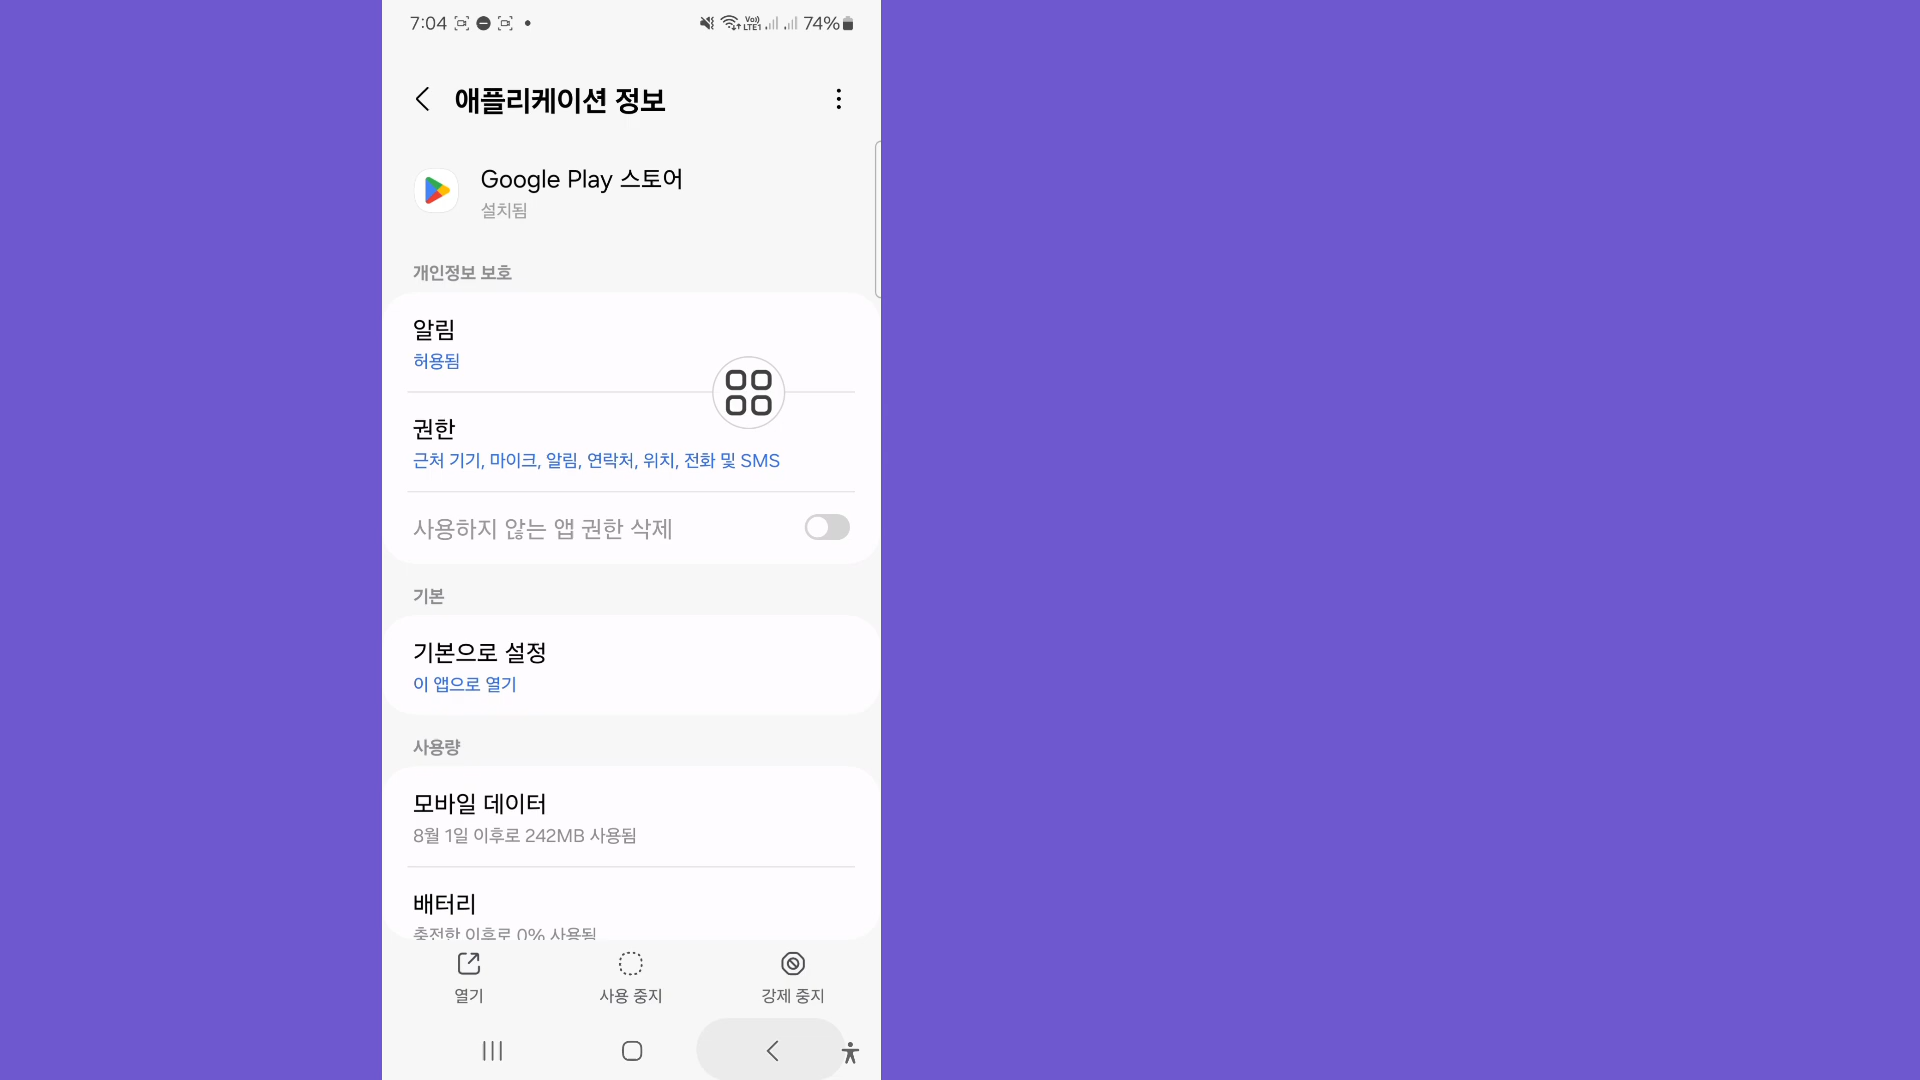 7:04
Vo) LTE1 74%
애플리케이션 정보
Google Play 스토어
설치됨
개인정보 보호
알림
허용됨
권한
근처 기기, 마이크, 알림, 연락처, 위치, 전화 및 SMS
사용하지 않는 앱 권한 삭제
기본
기본으로 설정
이 앱으로 열기
사용량
모바일 데이터
8월 1일 이후로 242MB 사용됨
배터리
충전한 이후로 0% 사용됨
열기
사용 중지
강제 중지